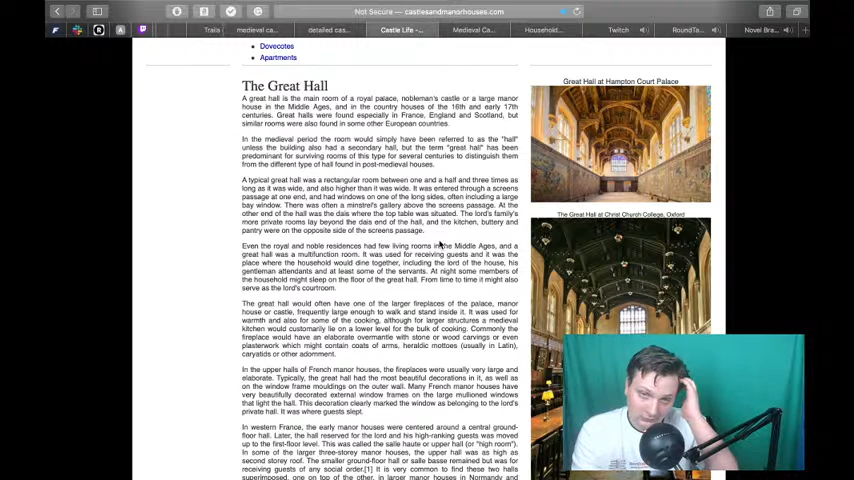 Not Secure — castlesandmanorhouses.com
Trails
medieval ca...
detailed cas...
Castle Life -...
Medieval Ca...
Household...
Twitch
RoundTa...
Novel Bra...
Dovecotes
Apartments
The Great Hall
A great hall is the main room of a royal palace, nobleman's castle or a large manor
house in the Middle Ages, and in the country houses of the 16th and early 17th
centuries. Great halls were found especially in France, England and Scotland, but
similar rooms were also found in some other European countries.
In the medieval period the room would simply have been referred to as the "hall"
unless the building also had a secondary hall, but the term "great hall" has been
predominant for surviving rooms of this type for several centuries to distinguish them
from the different type of hall found in post-medieval houses.
A typical great hall was a rectangular room between one and a half and three times as
long as it was wide, and also higher than it was wide. It was entered through a screens
passage at one end, and had windows on one of the long sides, often including a large
bay window. There was often a minstrel's gallery above the screens passage. At the
other end of the hall was the dais where the top table was situated. The lord's family's
more private rooms lay beyond the dais end of the hall, and the kitchen, buttery and
pantry were on the opposite side of the screens passage.
Even the royal and noble residences had few living rooms in the Middle Ages, and a
great hall was a multifunction room. It was used for receiving guests and it was the
place where the household would dine together, including the lord of the house, his
gentleman attendants and at least some of the servants. At night some members of
the household might sleep on the floor of the great hall. From time to time it might also
serve as the lord's courtroom.
The great hall would often have one of the larger fireplaces of the palace, manor
house or castle, frequently large enough to walk and stand inside it. It was used for
warmth and also for some of the cooking, although for larger structures a medieval
kitchen would customarily lie on a lower level for the bulk of cooking. Commonly the
fireplace would have an elaborate overmantle with stone or wood carvings or even
plasterwork which might contain coats of arms, heraldic mottoes (usually in Latin),
caryatids or other adornment.
In the upper halls of French manor houses, the fireplaces were usually very large and
elaborate. Typically, the great hall had the most beautiful decorations in it, as well as
on the window frame mouldings on the outer wall. Many French manor houses have
very beautifully decorated external window frames on the large mullioned windows
that light the hall. This decoration clearly marked the window as belonging to the lord's
private hall. It was where guests slept.
In western France, the early manor houses were centered around a central ground-
floor hall. Later, the hall reserved for the lord and his high-ranking guests was moved
up to the first-floor level. This was called the salle haute or upper hall (or "high room").
In some of the larger three-storey manor houses, the upper hall was as high as
second storey roof. The smaller ground-floor hall or salle basse remained but was for
receiving guests of any social order.[1] It is very common to find these two halls
superimposed, one on top of the other, in larger manor houses in Normandy and
Great Hall at Hampton Court Palace
The Great Hall at Christ Church College, Oxford